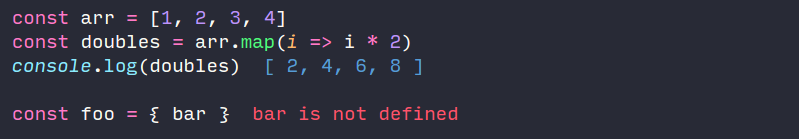 const arr = [1, 2, 3, 4]
const doubles = arr.map(i => i * 2)
console.log(doubles)  [ 2, 4, 6, 8 ]
const foo = { bar }  bar is not defined